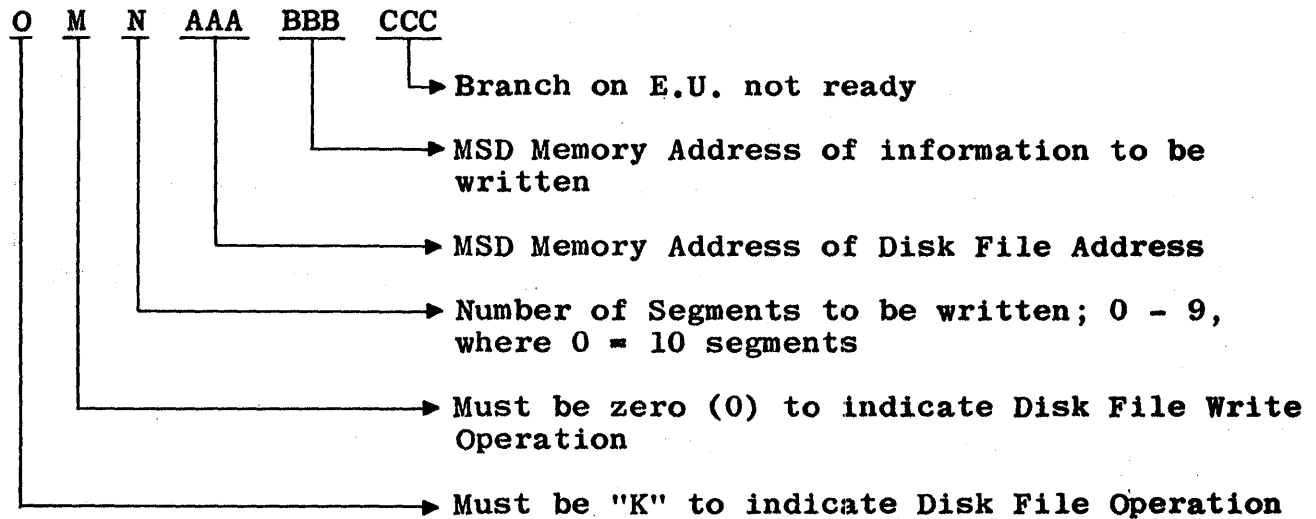 O M N AAA BBB CCC
Branch on E.U. not ready
MSD Memory Address of information to be
written
MSD Memory Address of Disk File Address
Number of Segments to be written; 0 - 9,
where 0 = 10 segments
Must be zero (0) to indicate Disk File Write
Operation
Must be "K" to indicate Disk File Operation